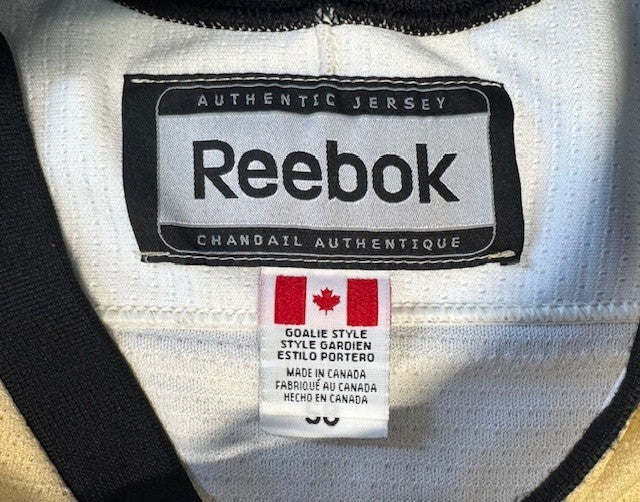 AUTHENTIC JERSEY
Reebok
CHANDAIL AUTHENTIQUE
GOALIE STYLE
STYLE GARDIEN
ESTILO PORTERO
MADE IN CANADA
FABRIQUÉ AU CANADA
HECHO EN CANADA